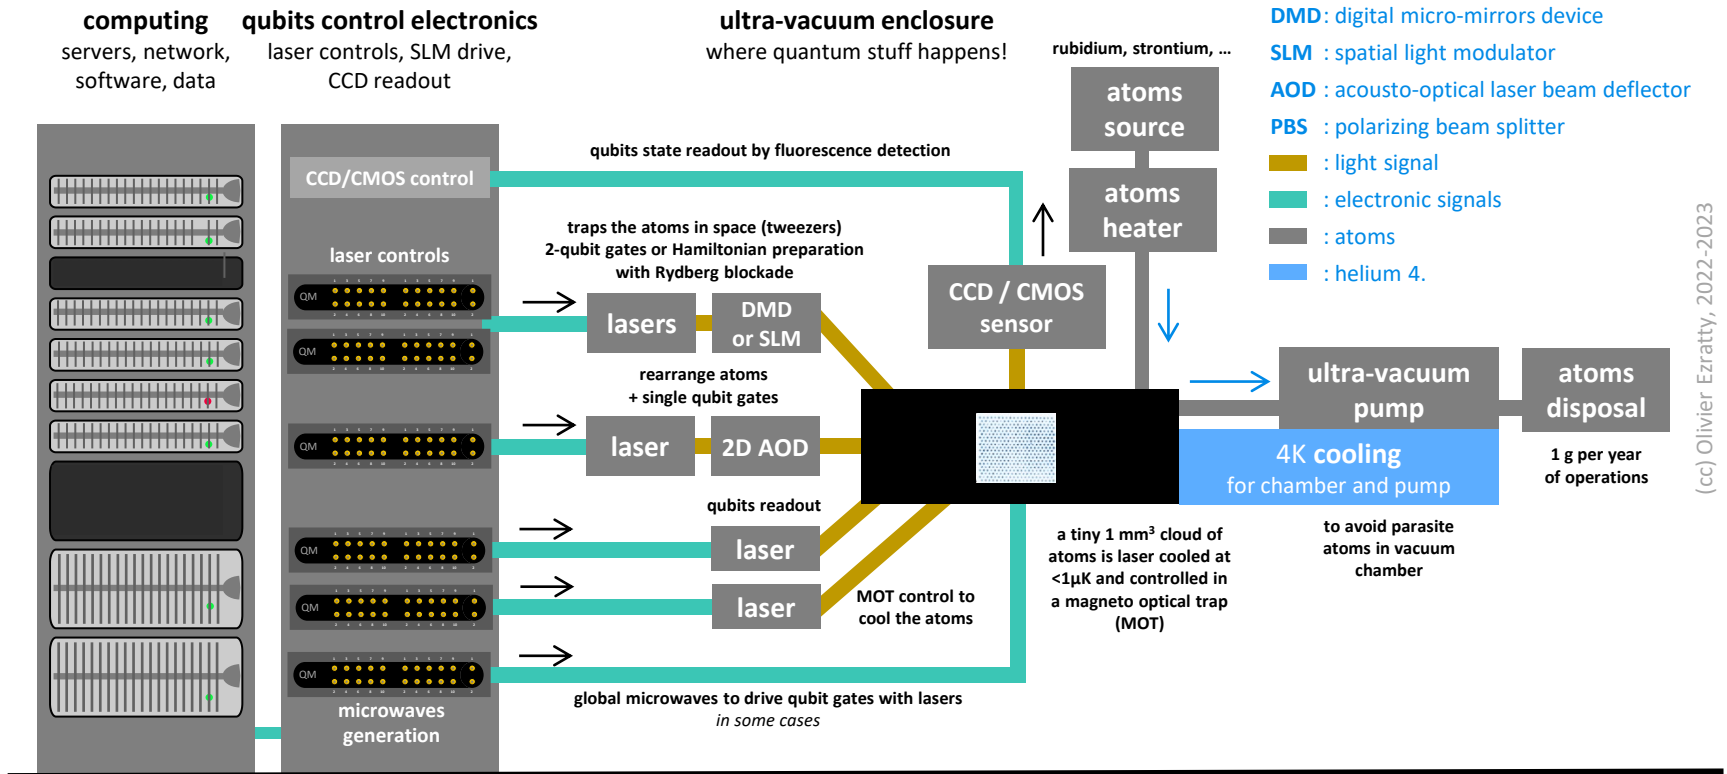 computing
servers, network,
software, data
qubits control electronics
laser controls, SLM drive,
CCD readout
ultra-vacuum enclosure
where quantum stuff happens!
rubidium, strontium, ...
atoms
source
atoms
heater
DMD: digital micro-mirrors device
SLM : spatial light modulator
AOD : acousto-optical laser beam deflector
PBS : polarizing beam splitter
: light signal
: electronic signals
: atoms
: helium 4.
CCD/CMOS control
qubits state readout by fluorescence detection
laser controls
QM
QM
QM
QM
QM
QM
microwaves
generation
traps the atoms in space (tweezers)
2-qubit gates or Hamiltonian preparation
with Rydberg blockade
lasers
DMD
or SLM
CCD / CMOS
sensor
rearrange atoms
+ single qubit gates
laser
2D AOD
qubits readout
laser
laser
MOT control to
cool the atoms
global microwaves to drive qubit gates with lasers
in some cases
a tiny 1 mm³ cloud of
atoms is laser cooled at
<1µK and controlled in
a magneto optical trap
(MOT)
ultra-vacuum
pump
4K cooling
for chamber and pump
to avoid parasite
atoms in vacuum
chamber
atoms
disposal
1 g per year
of operations
(cc) Olivier Ezratty, 2022-2023